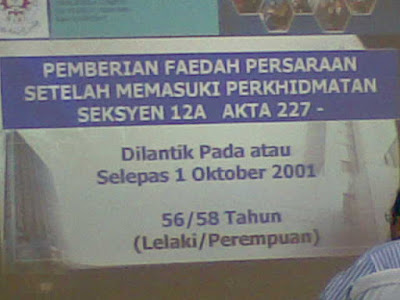 PEMBERIAN FAEDAH PERSARAAN
SETELAH MEMASUKI PERKHIDMATAN
SEKSYEN 12A AKTA 227 -
Dilantik Pada atau
Selepas 1 Oktober 2001
56/58 Tahun
(Lelaki/Perempuan)